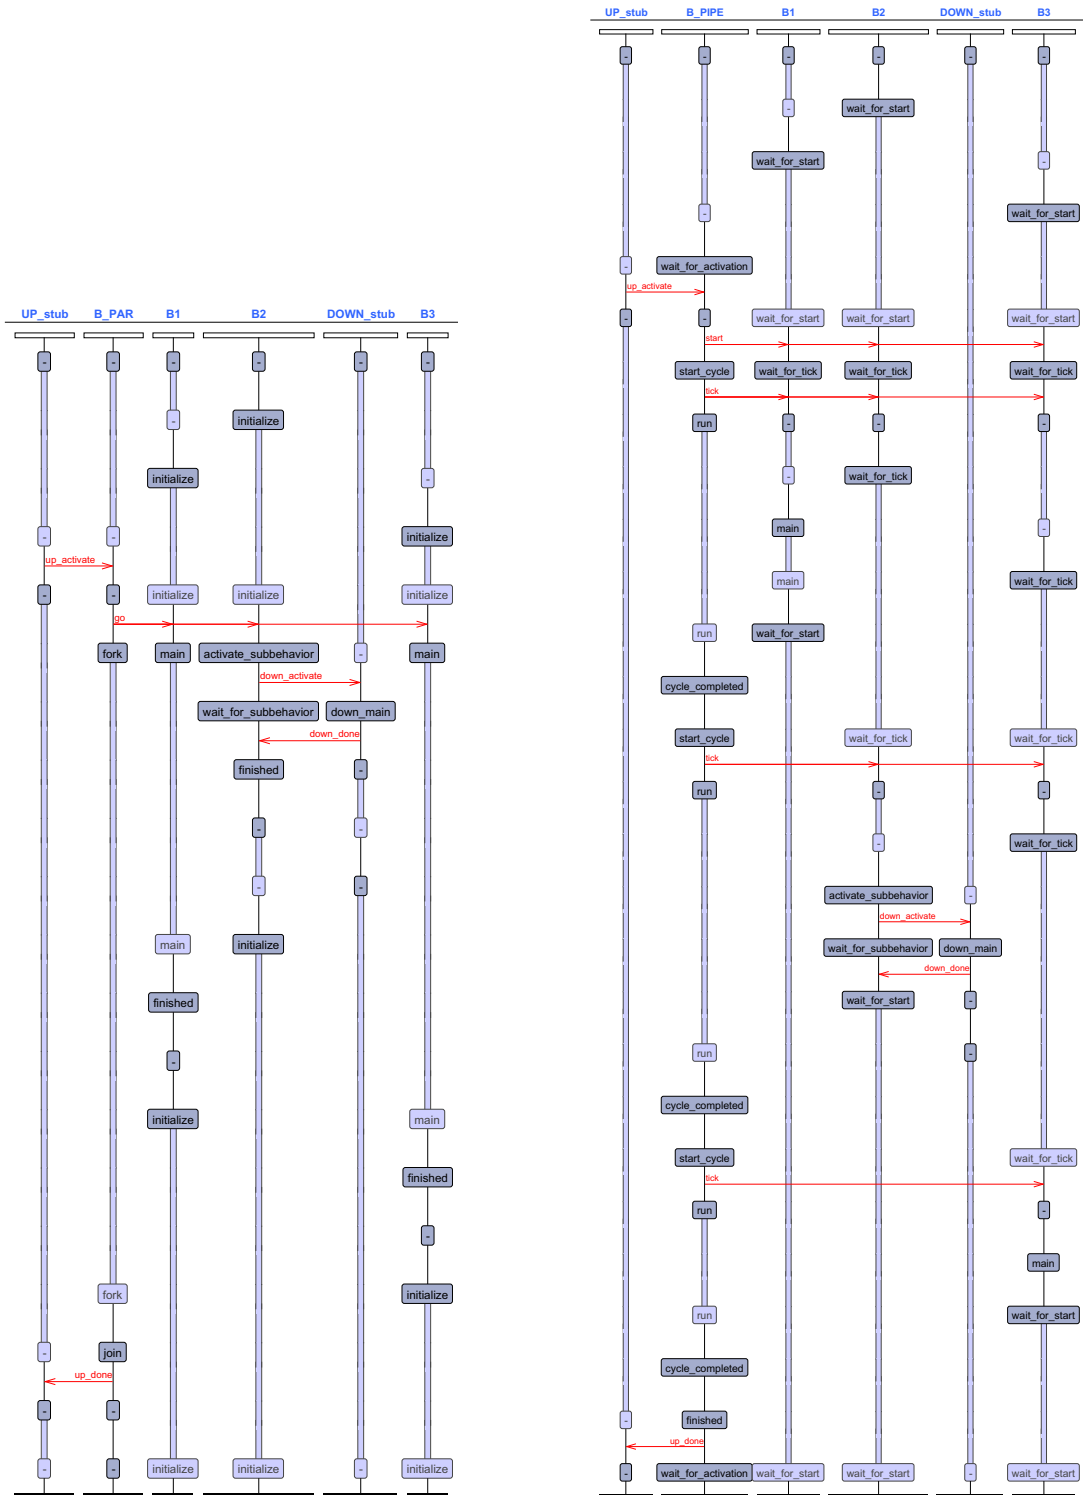 UP_stub B_PAR B1 B2 DOWN_stub B3
- - - - - -
- initialize
initialize -
- - initialize
up_activate
- - initialize initialize initialize
go
fork main activate_subbehavior - main
down_activate
wait_for_subbehavior down_main
down_done
finished -
- -
- -
main initialize
finished
-
initialize main
finished
-
fork initialize
- join
up_done
- -
- - initialize initialize - initialize
UP_stub B_PIPE B1 B2 DOWN_stub B3
- - - - - -
- wait_for_start
wait_for_start -
- wait_for_start
- wait_for_activation
up_activate
- - wait_for_start wait_for_start wait_for_start
start
start_cycle wait_for_tick wait_for_tick wait_for_tick
tick
run - - -
- wait_for_tick
main -
main wait_for_tick
run wait_for_start
cycle_completed
start_cycle wait_for_tick wait_for_tick
tick
run - -
- wait_for_tick
activate_subbehavior -
down_activate
wait_for_subbehavior down_main
down_done
wait_for_start -
run -
cycle_completed
start_cycle wait_for_tick
tick
run -
main
run wait_for_start
cycle_completed
- finished
up_done
- wait_for_activation wait_for_start wait_for_start - wait_for_start